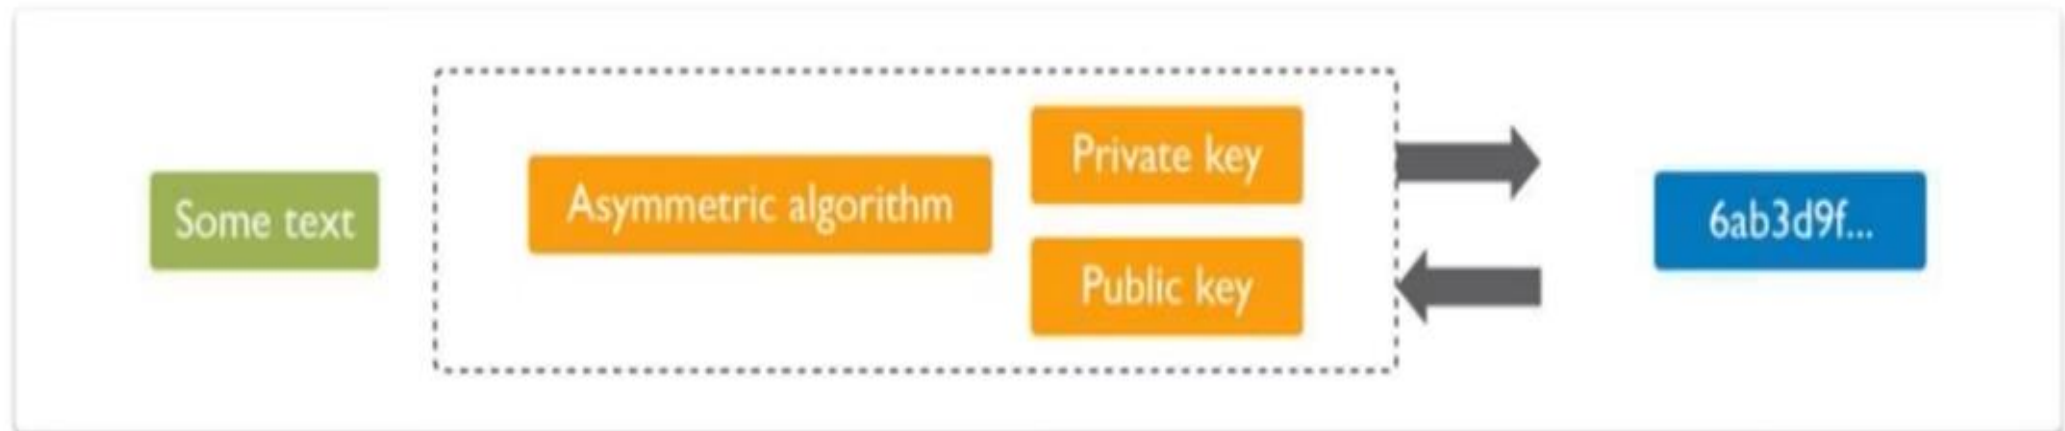 Some text
Asymmetric algorithm
Private key
Public key
6ab3d9f...